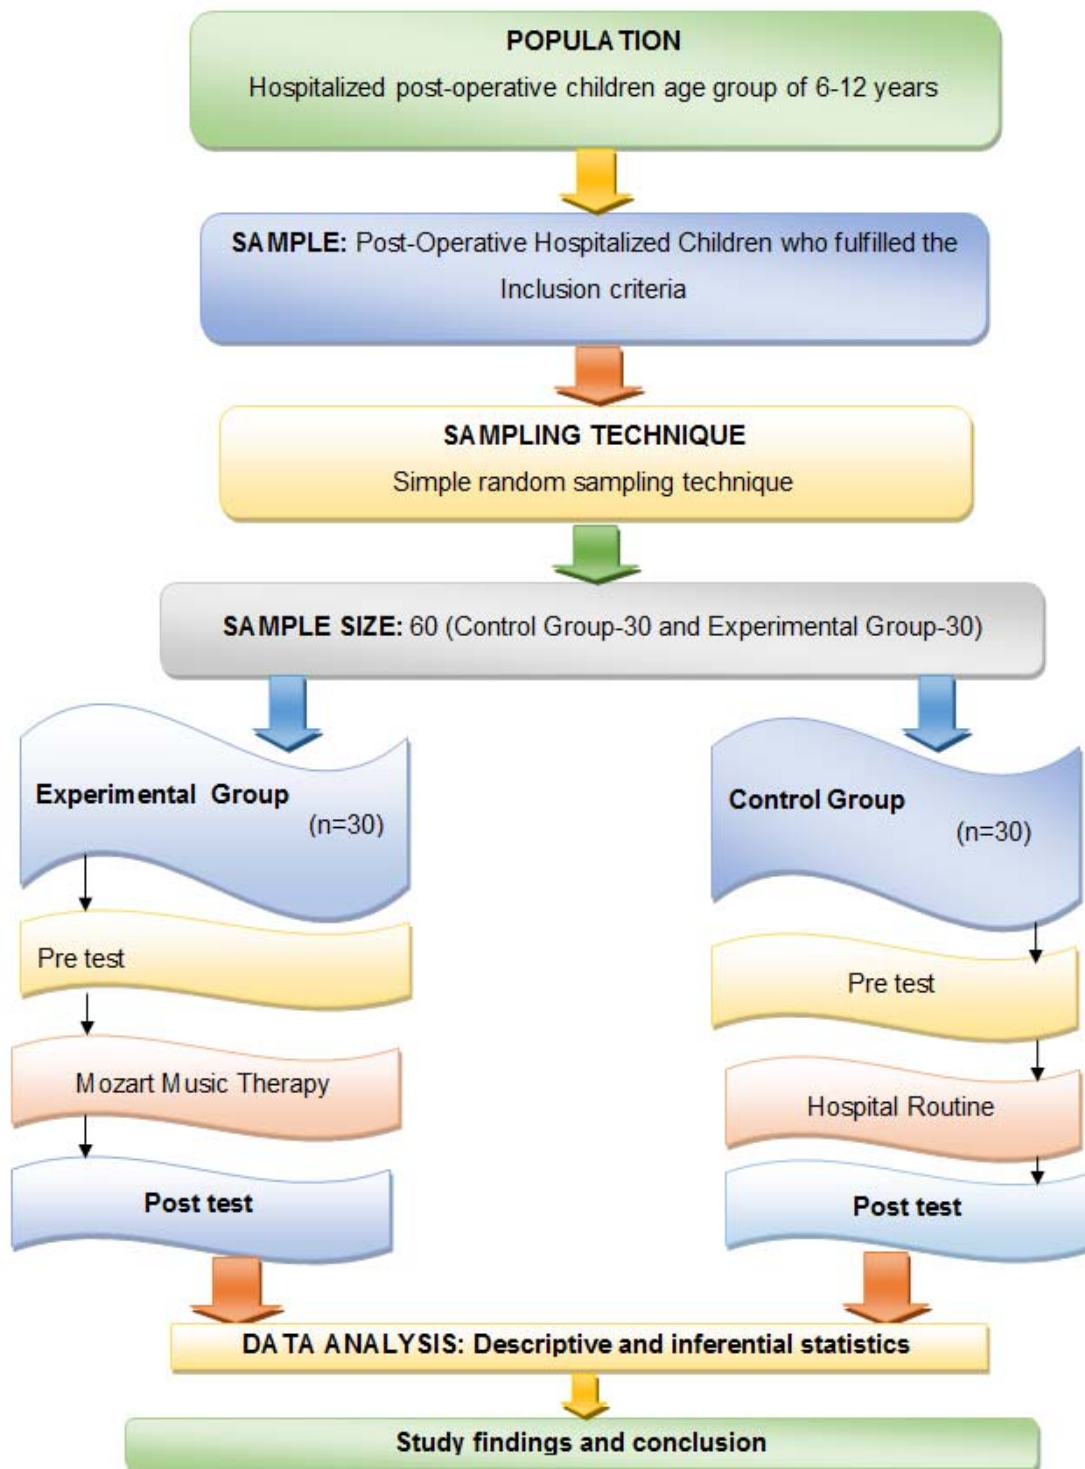 POPULATION
Hospitalized post-operative children age group of 6-12 years
SAMPLE: Post-Operative Hospitalized Children who fulfilled the
Inclusion criteria
SAMPLING TECHNIQUE
Simple random sampling technique
SAMPLE SIZE: 60 (Control Group-30 and Experimental Group-30)
Experimental Group
(n=30)
Pre test
Mozart Music Therapy
Post test
Control Group
(n=30)
Pre test
Hospital Routine
Post test
DATA ANALYSIS: Descriptive and inferential statistics
Study findings and conclusion